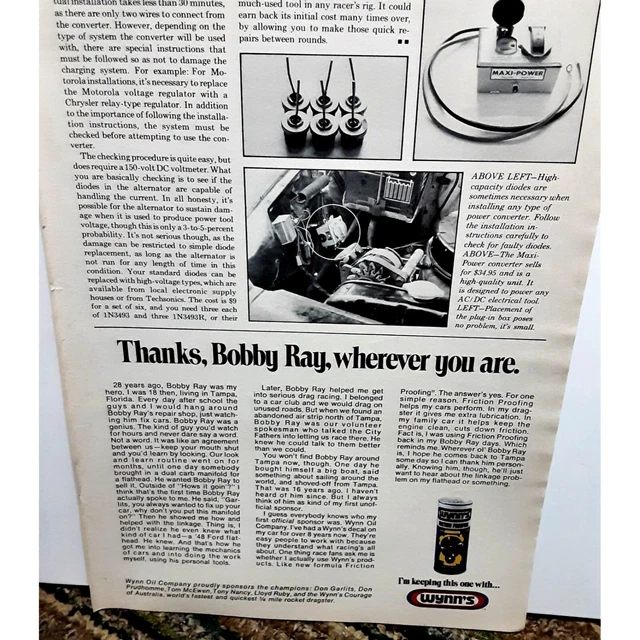 tual installation takes less than 30 minutes,
as there are only two wires to connect from
the converter. However, depending on the
type of system the converter will be used
with, there are special instructions that
must be followed so as not to damage the
charging system. For example: For Mo-
torola installations, it's necessary to replace
the Motorola voltage regulator with a
Chrysler relay-type regulator. In addition
to the importance of following the installa-
tion instructions, the system must be
checked before attempting to use the con-
verter.
The checking procedure is quite easy, but
does require a 150-volt DC voltmeter. What
you are basically checking is to see if the
diodes in the alternator are capable of
handling the current. In all honesty, it's
possible for the alternator to sustain dam-
age when it is used to produce power tool
voltage, though this is only a 3-to-5-percent
probability. It's not serious though, as the
damage can be restricted to simple diode
replacement, as long as the alternator is
not run for any length of time in this
condition. Your standard diodes can be
replaced with high-voltage types, which are
available from local electronic supply
houses or from Techsonics. The cost is $9
for a set of six, and you need three each
of 1N3493 and three 1N3493R, or their
much-used tool in any racer's rig. It could
earn back its initial cost many times over,
by allowing you to make those quick re-
pairs between rounds.
MAXI-POWER
ABOVE LEFT—High-
capacity diodes are
sometimes necessary when
installing any type of
power converter. Follow
the installation in-
structions carefully to
check for faulty diodes.
ABOVE—The Maxi-
Power converter sells
for $34.95 and is a
high-quality unit. It
is designed to power any
AC/DC electrical tool.
LEFT—Placement of
the plug-in box poses
no problem, it's small.
Thanks, Bobby Ray, wherever you are.
28 years ago, Bobby Ray was my
hero. I was 18 then, living in Tampa,
Florida. Every day after school the
guys and I would hang around
Bobby Ray's repair shop, just watch-
ing him fix cars. Bobby Ray was a
genius. The kind of guy you'd watch
for hours and never dare say a word.
Not a word. It was like an agreement
between us—keep your mouth shut
and you'd learn by looking. Our look
and learn routine went on for
months, until one day somebody
brought in a dual carb manifold for
a flathead. He wanted Bobby Ray to
sell it. Outside of "Hows it goin'?" I
think that's the first time Bobby Ray
actually spoke to me. He said, "Gar-
lits, you always wanted to fix up your
car, why don't you put this manifold
on?" Then he showed me how and
helped with the linkage. Thing is, I
didn't realize he even knew what
kind of car I had—a '48 Ford flat-
head. He knew. And that's how he
got me into learning the mechanics
of cars and into doing the work
myself, using his personal tools.
Later, Bobby Ray helped me get
into serious drag racing. I belonged
to a car club and we would drag on
unused roads. But when we found an
abandoned air strip north of Tampa,
Bobby Ray was our volunteer
spokesman who talked the City
Fathers into letting us race there. He
knew he could talk to them better
than we could.
You won't find Bobby Ray around
Tampa now, though. One day he
bought himself a big boat, said
something about sailing around the
world, and shoved-off from Tampa.
That was 16 years ago. I haven't
heard of him since. But I always
think of him as kind of my first unof-
ficial sponsor.
I guess everybody knows who my
first official sponsor was. Wynn Oil
Company. I've had a Wynn's decal on
my car for over 8 years now. They're
easy people to work with because
they understand what racing's all
about. One thing race fans ask me is
whether I actually use Wynn's prod-
ucts. Like new formula Friction
Proofing®. The answer's yes. For one
simple reason. Friction Proofing
helps my cars perform. In my drag-
ster it gives me extra lubrication. In
my family car it helps keep the
engine clean, cuts down friction.
Fact is, I was using Friction Proofing
back in my Bobby Ray days. Which
reminds me. Wherever ol' Bobby Ray
is, I hope he comes back to Tampa
some day so I can thank him person-
ally. Knowing him, though, he'll just
want to hear about the linkage prob-
lem on my flathead or something.
WYNN'S
I'm keeping this one with...
WYNN'S
Wynn Oil Company proudly sponsors the champions: Don Garlits, Don
Prudhomme, Tom McEwen, Tony Nancy, Lloyd Ruby, and the Wynn's Courage
of Australia, world's fastest and quickest ¼ mile rocket dragster.